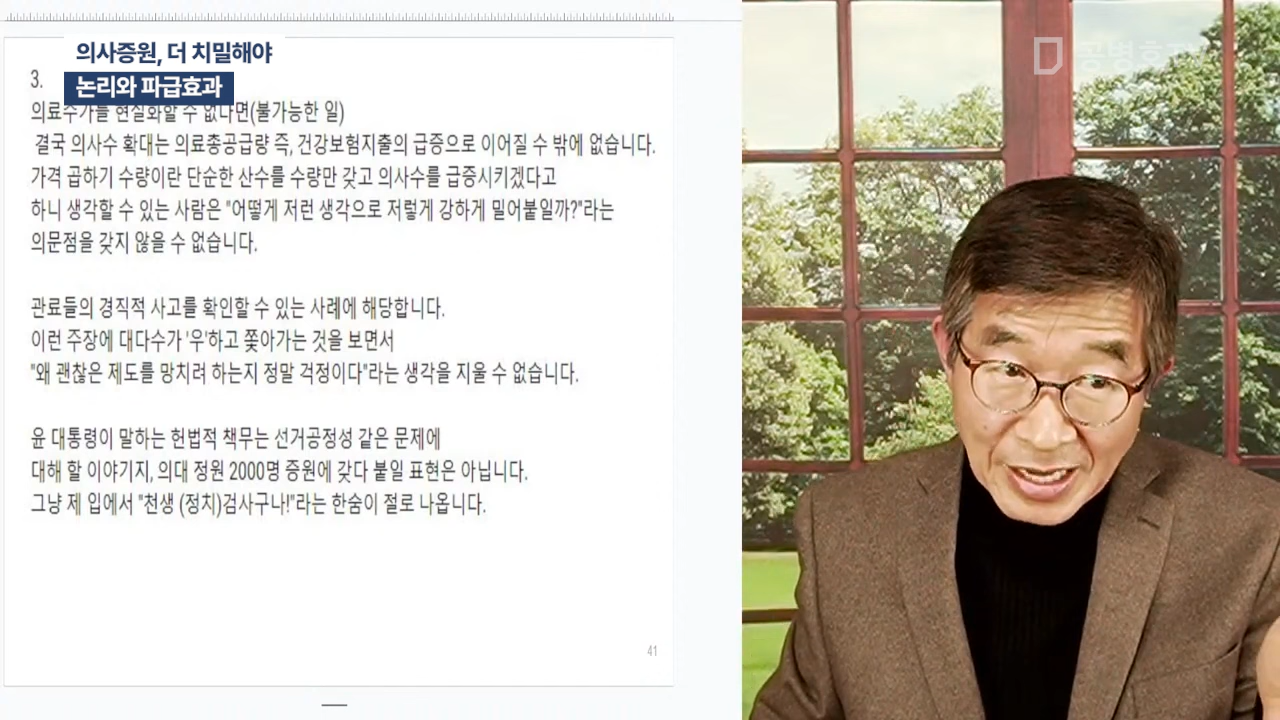 의사증원, 더 치밀해야
논리와 파급효과
3.
의료수가를 현실화할 수 없다면(불가능한 일)
결국 의사수 확대는 의료총공급량 즉, 건강보험지출의 급증으로 이어질 수 밖에 없습니다.
가격 곱하기 수량이란 단순한 산수를 수량만 갖고 의사수를 급증시키겠다고
하니 생각할 수 있는 사람은 "어떻게 저런 생각으로 저렇게 강하게 밀어붙일까?"라는
의문점을 갖지 않을 수 없습니다.
관료들의 경직적 사고를 확인할 수 있는 사례에 해당합니다.
이런 주장에 대다수가 '우'하고 쫓아가는 것을 보면서
"왜 괜찮은 제도를 망치려 하는지 정말 걱정이다"라는 생각을 지울 수 없습니다.
윤 대통령이 말하는 헌법적 책무는 선거공정성 같은 문제에
대해 할 이야기지, 의대 정원 2000명 증원에 갖다 붙일 표현은 아닙니다.
그냥 제 입에서 "천생 (정치)검사구나!"라는 한숨이 절로 나옵니다.
41